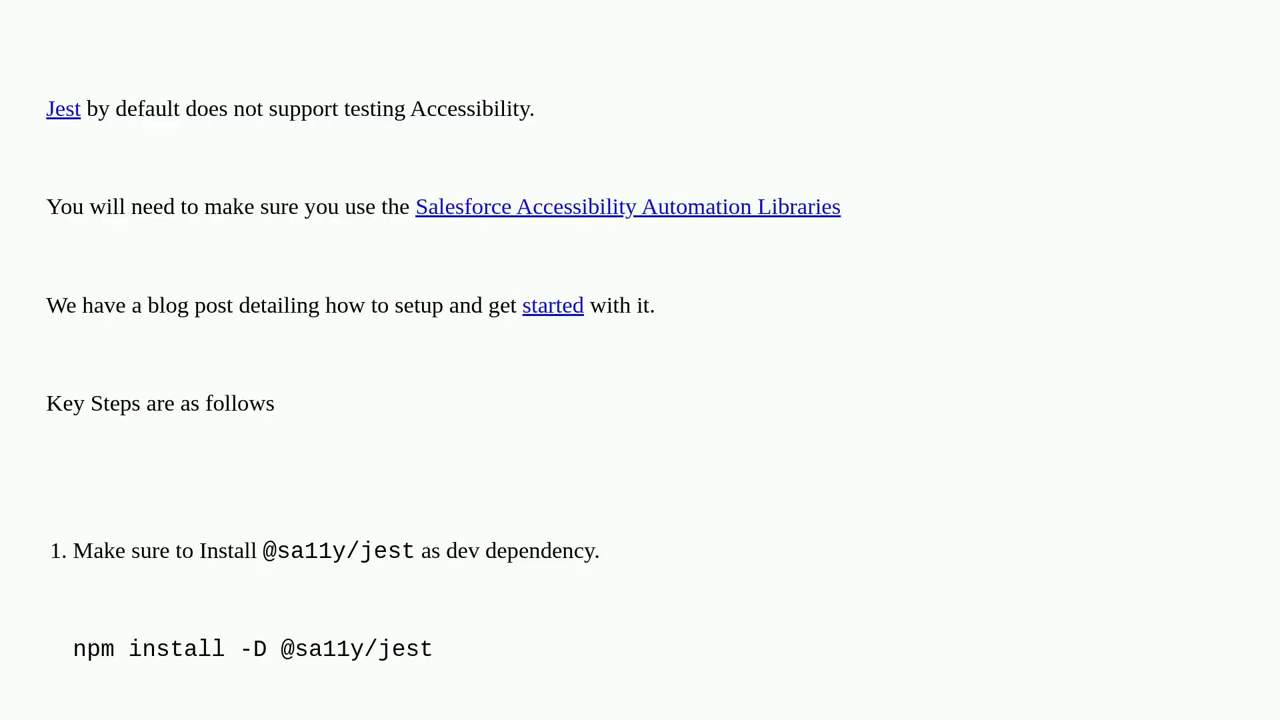 Jest by default does not support testing Accessibility.
You will need to make sure you use the Salesforce Accessibility Automation Libraries
We have a blog post detailing how to setup and get started with it.
Key Steps are as follows
1. Make sure to Install @sa11y/jest as dev dependency.
npm install -D @sa11y/jest